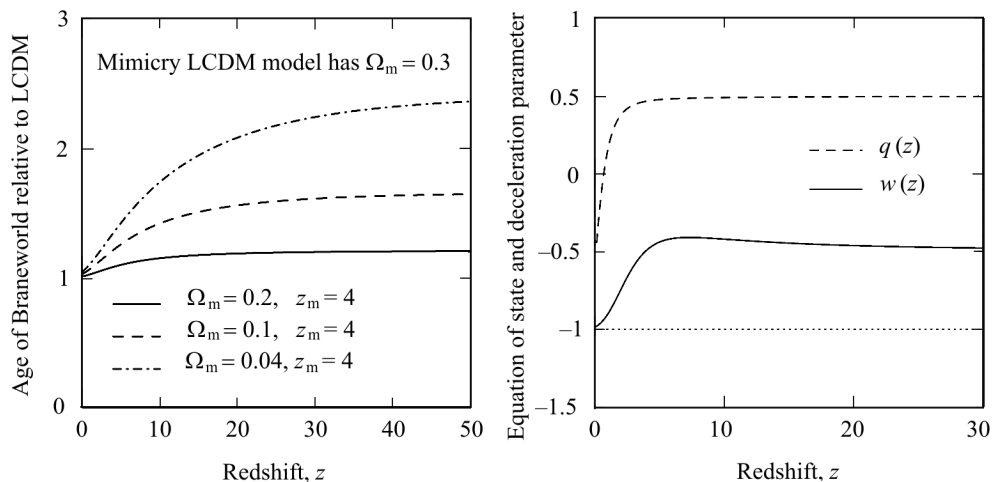 Age of Braneworld relative to LCDM
3
2
1
0
Mimicry LCDM model has Ωm = 0.3
Ωm = 0.2, zm = 4
Ωm = 0.1, zm = 4
Ωm = 0.04, zm = 4
0 10 20 30 40 50
Redshift, z
Equation of state and deceleration parameter
1
0.5
0
−0.5
−1
−1.5
q (z)
w (z)
0 10 20 30
Redshift, z